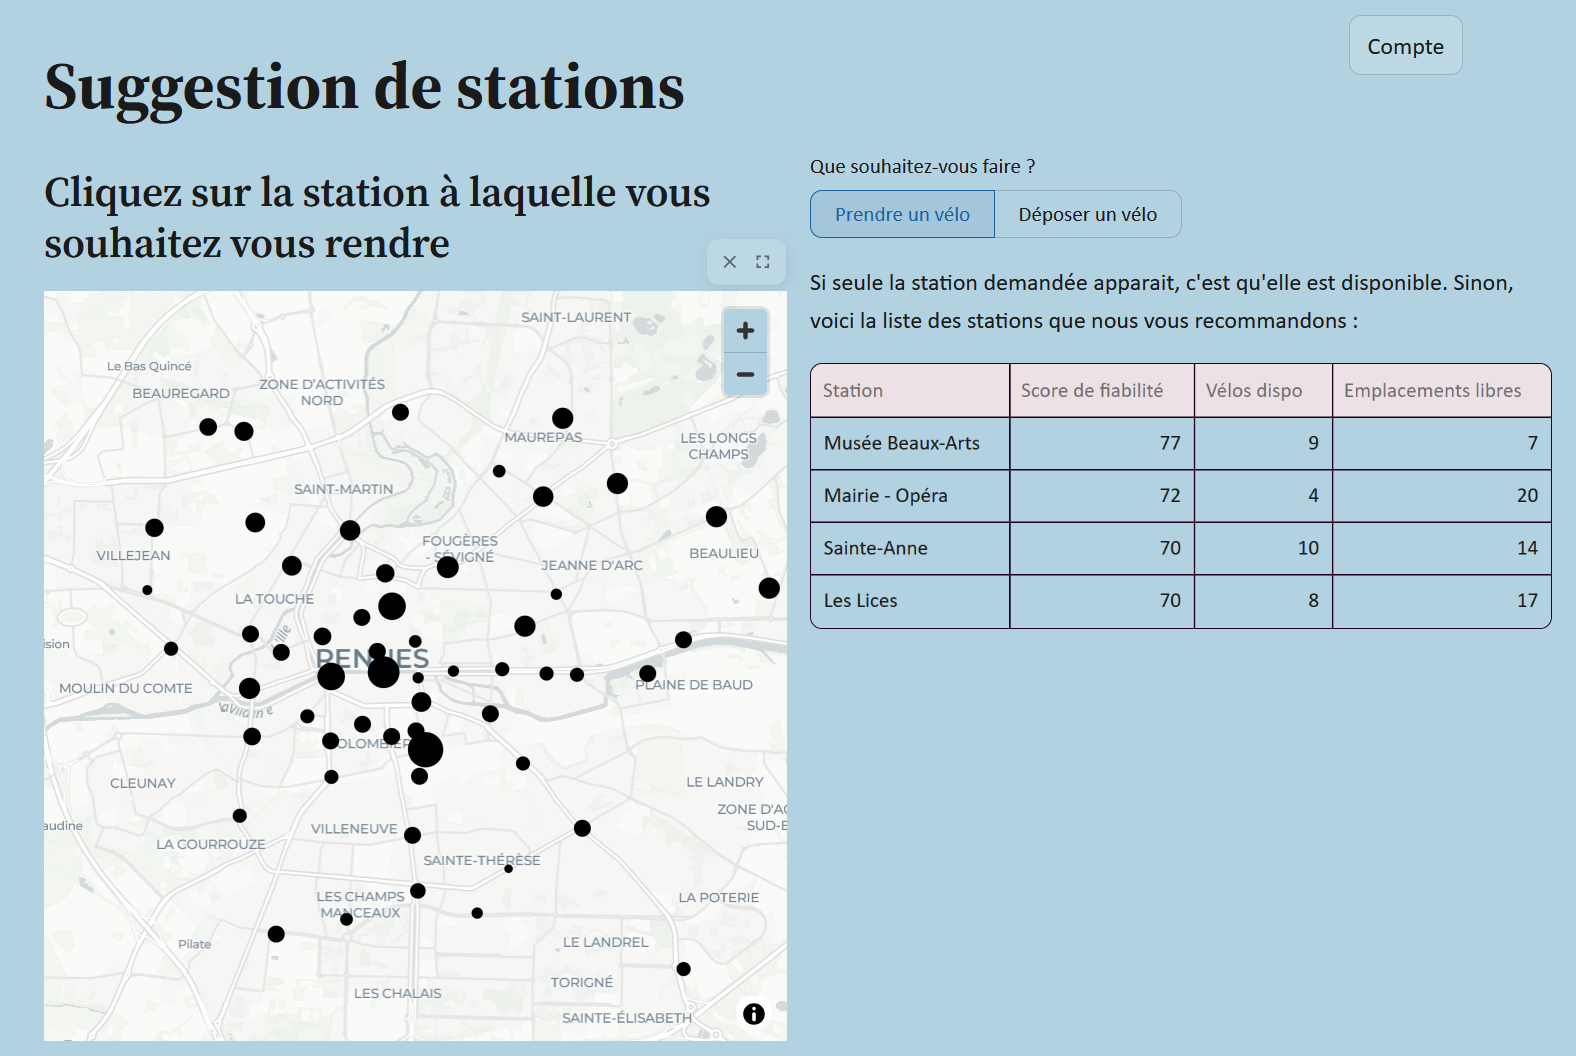 Compte
Suggestion de stations
Cliquez sur la station à laquelle vous
souhaitez vous rendre
SAINT-LAURENT
Le Bas Quincé
BEAUREGARD
ZONE D'ACTIVITÉS
NORD
MAUREPAS
LES LONGS
CHAMPS
SAINT-MARTIN
VILLEJEAN
FOUGÈRES
- SÉVIGNÉ
JEANNE D'ARC
BEAULIEU
LA TOUCHE
RENNES
MOULIN DU COMTE
PLAINE DE BAUD
la Vilaine
COLOMBIER
CLEUNAY
LE LANDRY
VILLENEUVE
LA COURROUZE
SAINTE-THÉRÈSE
LES CHAMPS
MANCEAUX
LA POTERIE
Pilate
LE LANDREL
TORIGNÉ
LES CHALAIS
SAINTE-ÉLISABETH
Que souhaitez-vous faire ?
Prendre un vélo Déposer un vélo
Si seule la station demandée apparait, c'est qu'elle est disponible. Sinon,
voici la liste des stations que nous vous recommandons :
Station Score de fiabilité Vélos dispo Emplacements libres
Musée Beaux-Arts 77 9 7
Mairie - Opéra 72 4 20
Sainte-Anne 70 10 14
Les Lices 70 8 17